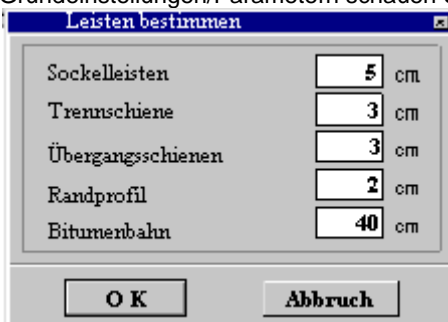 Grundeinstellungen/Parametern schauen
Leisten bestimmen
Sockelleisten 5 cm
Trennschiene 3 cm
Übergangsschienen 3 cm
Randprofil 2 cm
Bitumenbahn 40 cm
O K Abbruch